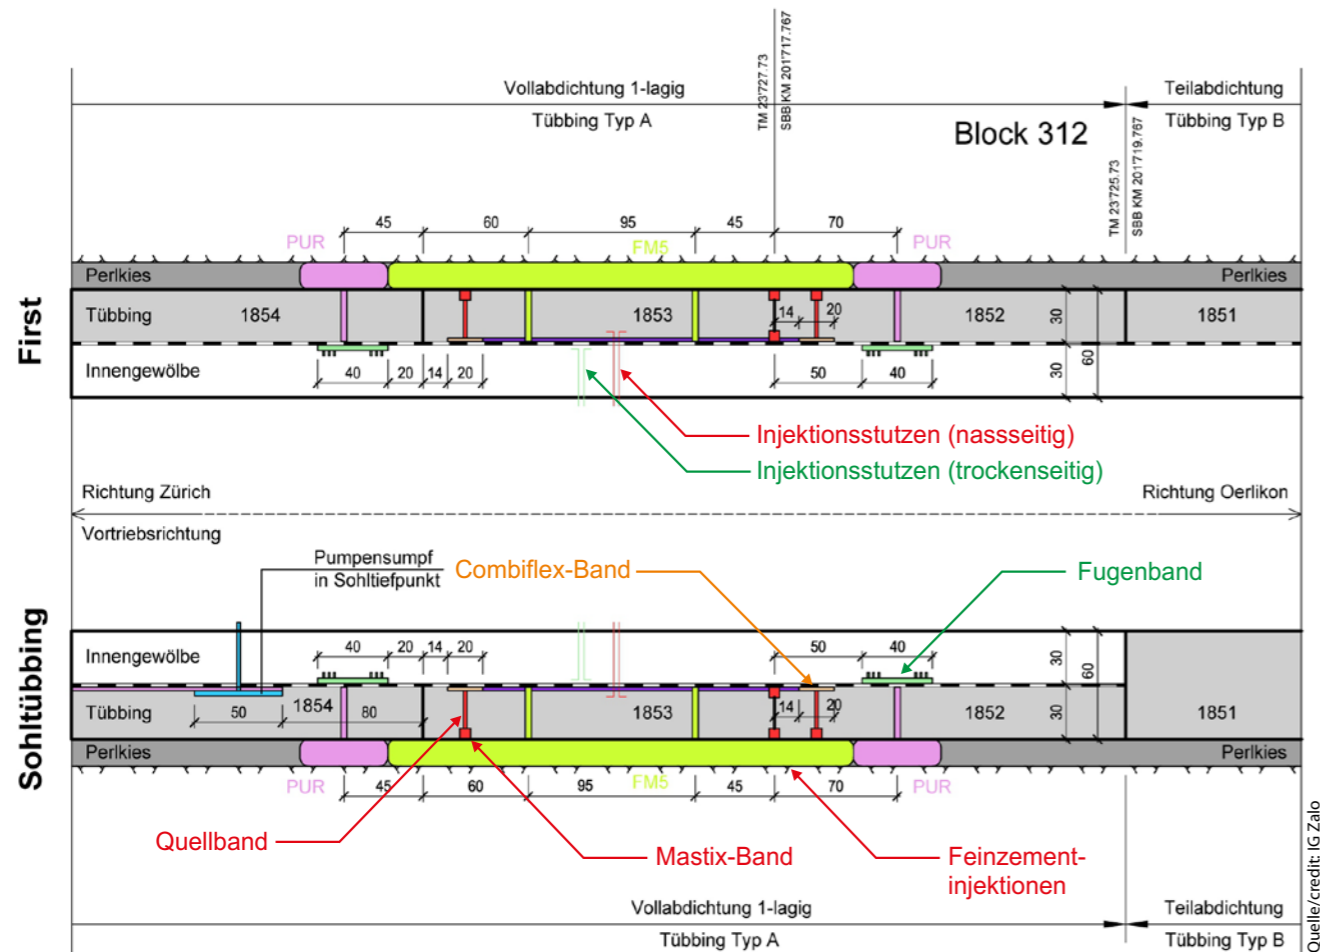 Vollabdichtung 1-lagig
Teilabdichtung
Tübbing Typ A
Tübbing Typ B
TM 23'727.73
SBB KM 201'717.767
Block 312
TM 23'725.73
SBB KM 201'719.767
45
60
95
45
70
PUR
FM5
PUR
Perlkies
Perlkies
First
Tübbing
1854
1853
14
20
1852
30
1851
Innengewölbe
40
20
14
20
50
40
30
60
Injektionsstutzen (nassseitig)
Injektionsstutzen (trockenseitig)
Richtung Zürich
Richtung Oerlikon
Vortriebsrichtung
Pumpensumpf
in Sohltiefpunkt
Combiflex-Band
Fugenband
Sohltübbing
Innengewölbe
40
20
14
20
50
40
30
60
Tübbing
50
1854
80
1853
14
20
1852
30
1851
Perlkies
Perlkies
PUR
45
60
95
FM5
45
70
PUR
Quellband
Mastix-Band
Feinzement-
injektionen
Vollabdichtung 1-lagig
Teilabdichtung
Tübbing Typ A
Tübbing Typ B
Quelle/credit: IG Zalo